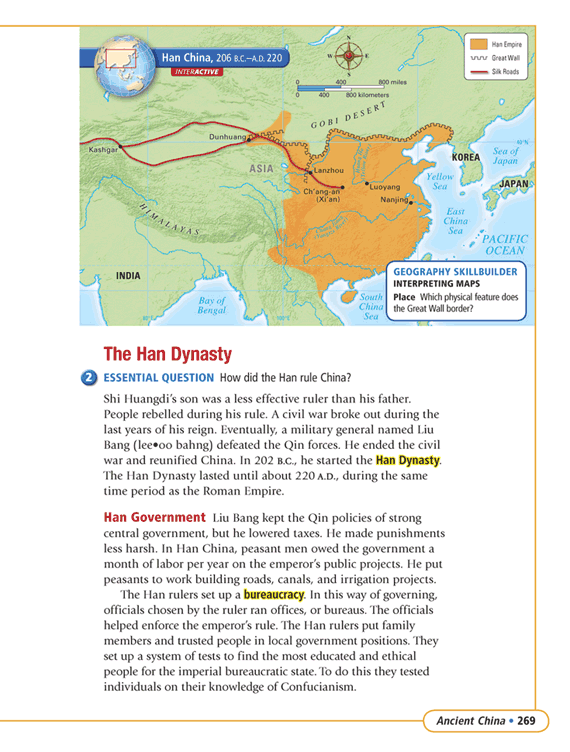 Han China, 206 B.C.–A.D. 220
INTERACTIVE
N
W E
S
0 400 800 miles
0 400 800 kilometers
Han Empire
Great Wall
Silk Roads
GOBI DESERT
Dunhuang
Kashgar
ASIA
Lanzhou
Ch'ang-an
(Xi'an)
Luoyang
Nanjing
KOREA
Sea of
Japan
JAPAN
Yellow
Sea
East
China
Sea
PACIFIC
OCEAN
HIMALAYAS
INDIA
Bay of
Bengal
South
China
Sea
GEOGRAPHY SKILLBUILDER
INTERPRETING MAPS
Place Which physical feature does
the Great Wall border?
The Han Dynasty
2 ESSENTIAL QUESTION How did the Han rule China?
Shi Huangdi's son was a less effective ruler than his father.
People rebelled during his rule. A civil war broke out during the
last years of his reign. Eventually, a military general named Liu
Bang (lee•oo bahng) defeated the Qin forces. He ended the civil
war and reunified China. In 202 B.C., he started the Han Dynasty.
The Han Dynasty lasted until about 220 A.D., during the same
time period as the Roman Empire.
Han Government Liu Bang kept the Qin policies of strong
central government, but he lowered taxes. He made punishments
less harsh. In Han China, peasant men owed the government a
month of labor per year on the emperor's public projects. He put
peasants to work building roads, canals, and irrigation projects.
The Han rulers set up a bureaucracy. In this way of governing,
officials chosen by the ruler ran offices, or bureaus. The officials
helped enforce the emperor's rule. The Han rulers put family
members and trusted people in local government positions. They
set up a system of tests to find the most educated and ethical
people for the imperial bureaucratic state. To do this they tested
individuals on their knowledge of Confucianism.
Ancient China • 269